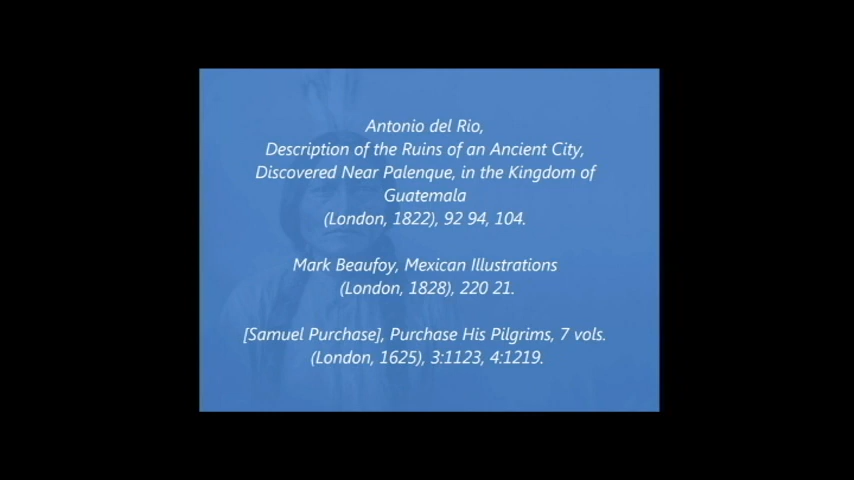 Antonio del Rio,
Description of the Ruins of an Ancient City,
Discovered Near Palenque, in the Kingdom of
Guatemala
(London, 1822), 92 94, 104.
Mark Beaufoy, Mexican Illustrations
(London, 1828), 220 21.
[Samuel Purchase], Purchase His Pilgrims, 7 vols.
(London, 1625), 3:1123, 4:1219.